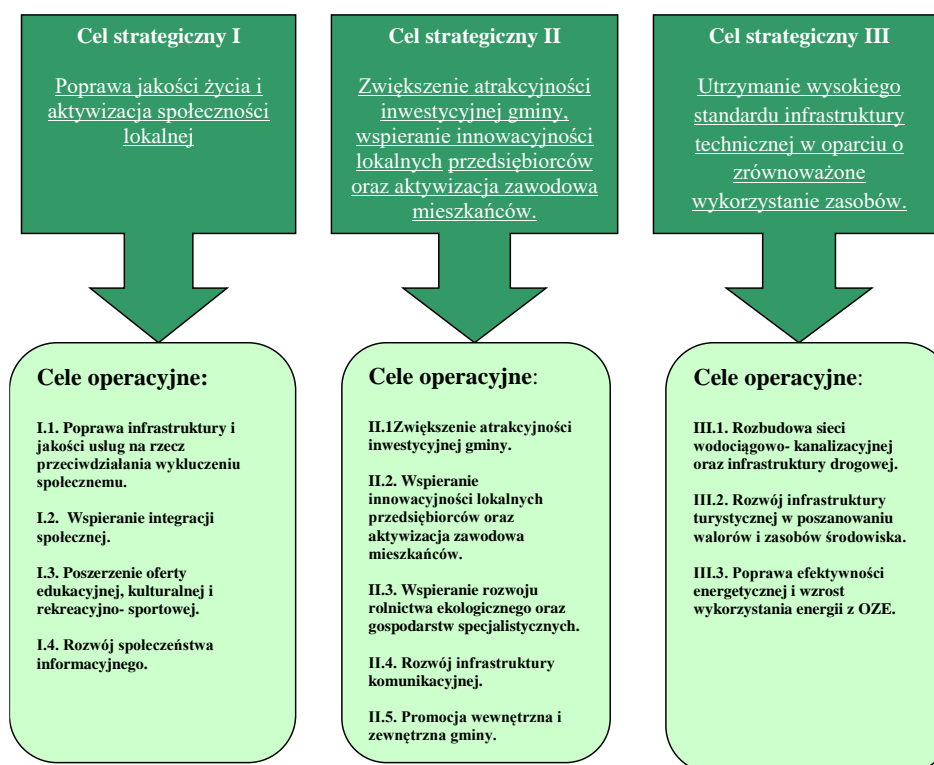 Cel strategiczny I
Poprawa jakości życia i
aktywizacja społeczności
lokalnej
Cel strategiczny II
Zwiększenie atrakcyjności
inwestycyjnej gminy,
wspieranie innowacyjności
lokalnych przedsiębiorców
oraz aktywizacja zawodowa
mieszkańców.
Cel strategiczny III
Utrzymanie wysokiego
standardu infrastruktury
technicznej w oparciu o
zrównoważone
wykorzystanie zasobów.
Cele operacyjne:
I.1. Poprawa infrastruktury i
jakości usług na rzecz
przeciwdziałania wykluczeniu
społecznemu.
I.2. Wspieranie integracji
społecznej.
I.3. Poszerzenie oferty
edukacyjnej, kulturalnej i
rekreacyjno- sportowej.
I.4. Rozwój społeczeństwa
informacyjnego.
Cele operacyjne:
II.1Zwiększenie atrakcyjności
inwestycyjnej gminy.
II.2. Wspieranie
innowacyjności lokalnych
przedsiębiorców oraz
aktywizacja zawodowa
mieszkańców.
II.3. Wspieranie rozwoju
rolnictwa ekologicznego oraz
gospodarstw specjalistycznych.
II.4. Rozwój infrastruktury
komunikacyjnej.
II.5. Promocja wewnętrzna i
zewnętrzna gminy.
Cele operacyjne:
III.1. Rozbudowa sieci
wodociągowo- kanalizacyjnej
oraz infrastruktury drogowej.
III.2. Rozwój infrastruktury
turystycznej w poszanowaniu
walorów i zasobów środowiska.
III.3. Poprawa efektywności
energetycznej i wzrost
wykorzystania energii z OZE.